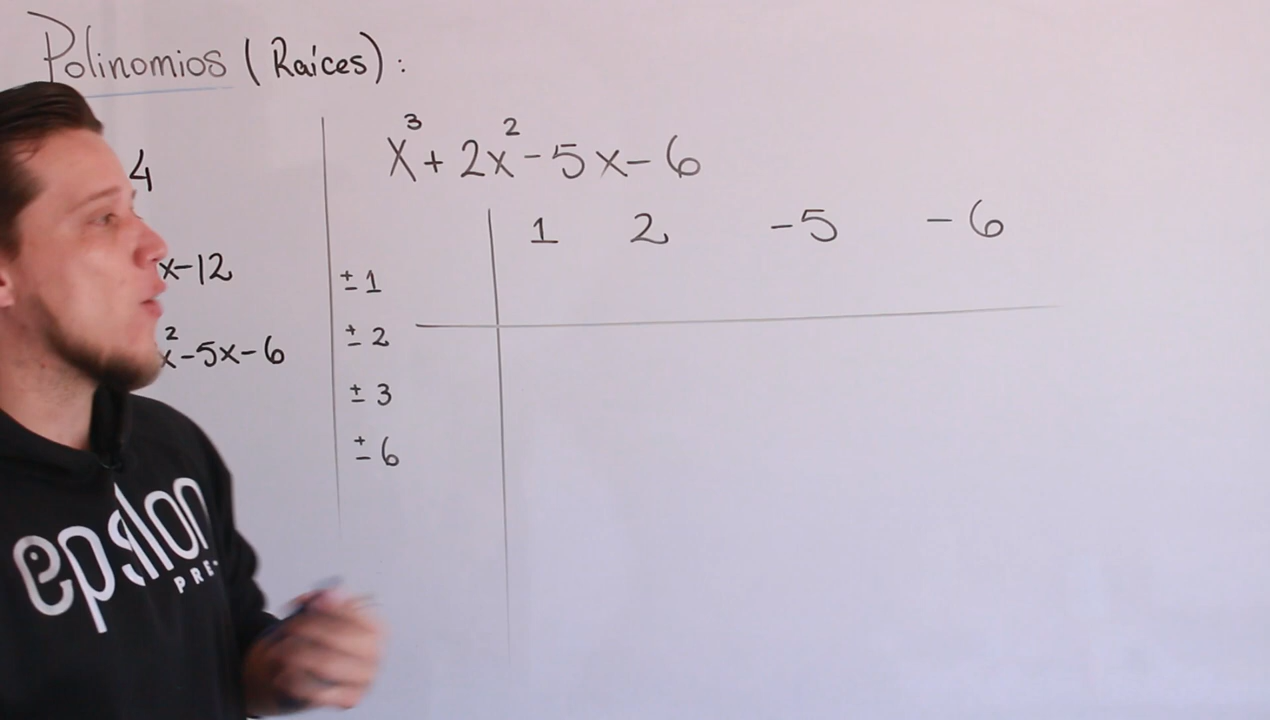 Polinomios (Raíces):
4
x-12
x²-5x-6
x³+2x²-5x-6
1 2 -5 -6
±1
±2
±3
±6
epsilon
PRE-